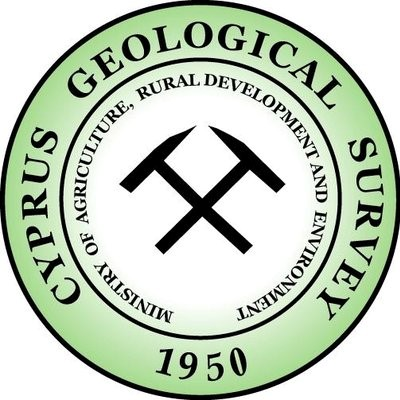 CYPRUS GEOLOGICAL SURVEY
MINISTRY OF AGRICULTURE, RURAL DEVELOPMENT AND ENVIRONMENT
1950